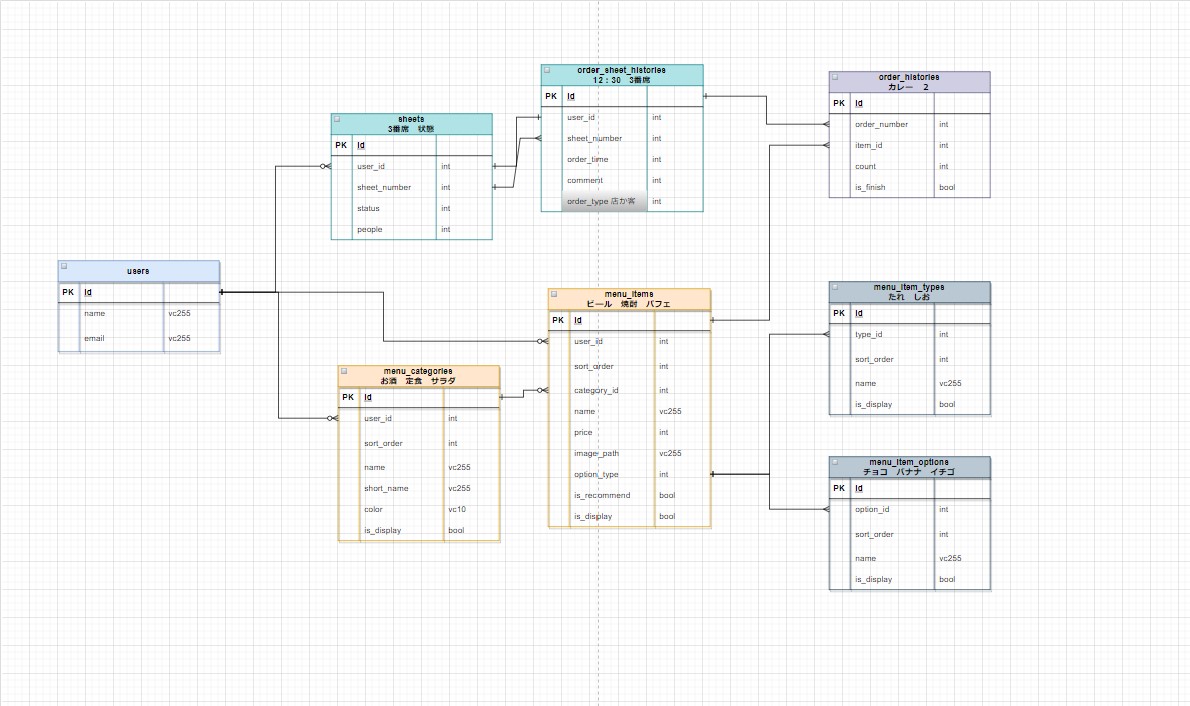 order_sheet_histories
12:30 3番席
PK Id
user_id int
sheet_number int
order_time int
comment int
order_type 店か客 int
order_histories
カレー 2
PK Id
order_number int
item_id int
count int
is_finish bool
sheets
3番席 状態
PK Id
user_id int
sheet_number int
status int
people int
users
PK Id
name vc255
email vc255
menu_items
ビール 焼酎 パフェ
PK Id
user_id int
sort_order int
category_id int
name vc255
price int
image_path vc255
option_type int
is_recommend bool
is_display bool
menu_item_types
たれ しお
PK Id
type_id int
sort_order int
name vc255
is_display bool
menu_categories
お酒 定食 サラダ
PK Id
user_id int
sort_order int
name vc255
short_name vc255
color vc10
is_display bool
menu_item_options
チョコ バナナ イチゴ
PK Id
option_id int
sort_order int
name vc255
is_display bool